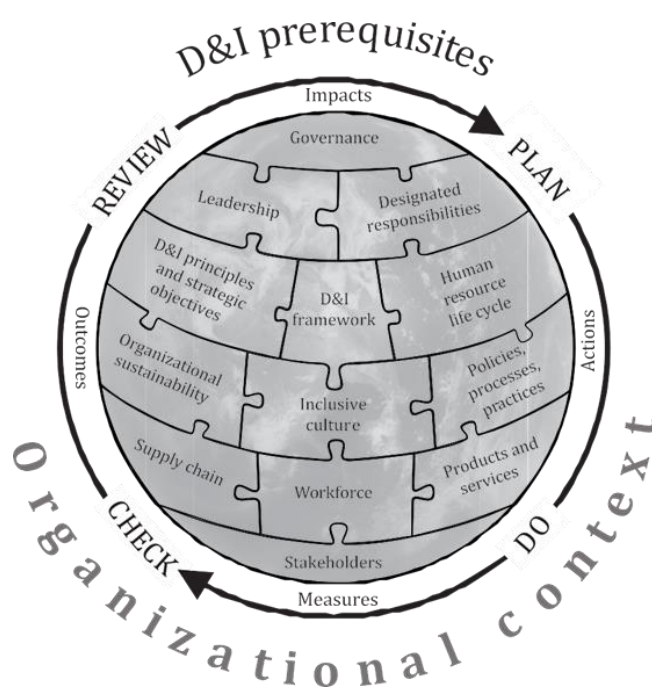 D&I prerequisites
Impacts
REVIEW
PLAN
Governance
Leadership
Designated
responsibilities
D&I principles
and strategic
objectives
D&I
framework
Human
resource
life cycle
Outcomes
Actions
Organizational
sustainability
Inclusive
culture
Policies,
processes,
practices
Supply chain
Workforce
Products and
services
CHECK
DO
Stakeholders
Measures
Organizational context